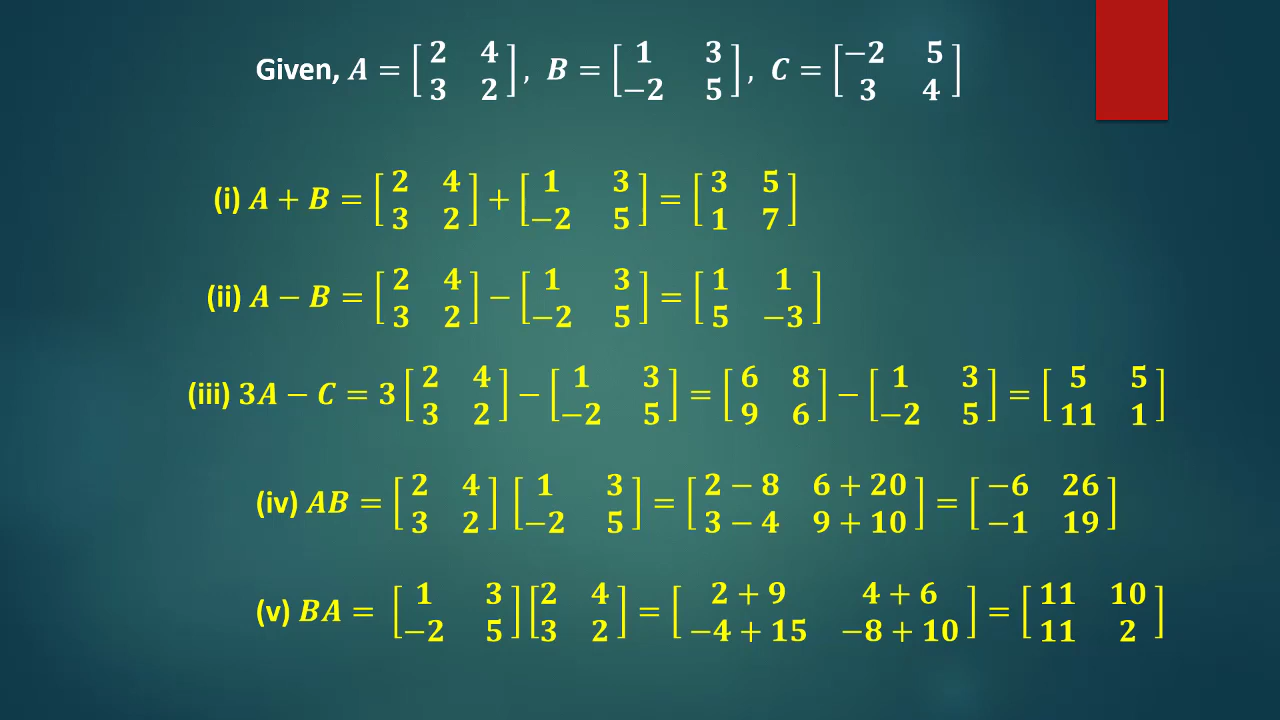 Given, A = [2 4; 3 2], B = [1 3; −2 5], C = [−2 5; 3 4]
(i) A + B = [2 4; 3 2] + [1 3; −2 5] = [3 5; 1 7]
(ii) A − B = [2 4; 3 2] − [1 3; −2 5] = [1 1; 5 −3]
(iii) 3A − C = 3 [2 4; 3 2] − [1 3; −2 5] = [6 8; 9 6] − [1 3; −2 5] = [5 5; 11 1]
(iv) AB = [2 4; 3 2] [1 3; −2 5] = [2 − 8 6 + 20; 3 − 4 9 + 10] = [−6 26; −1 19]
(v) BA = [1 3; −2 5] [2 4; 3 2] = [2 + 9 4 + 6; −4 + 15 −8 + 10] = [11 10; 11 2]